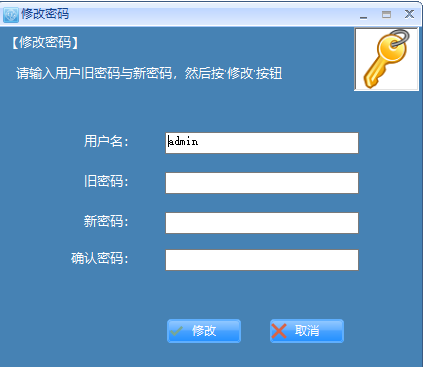 修改密码
【修改密码】
请输入用户旧密码与新密码，然后按'修改'按钮
用户名：
admin
旧密码：
新密码：
确认密码：
修改
取消